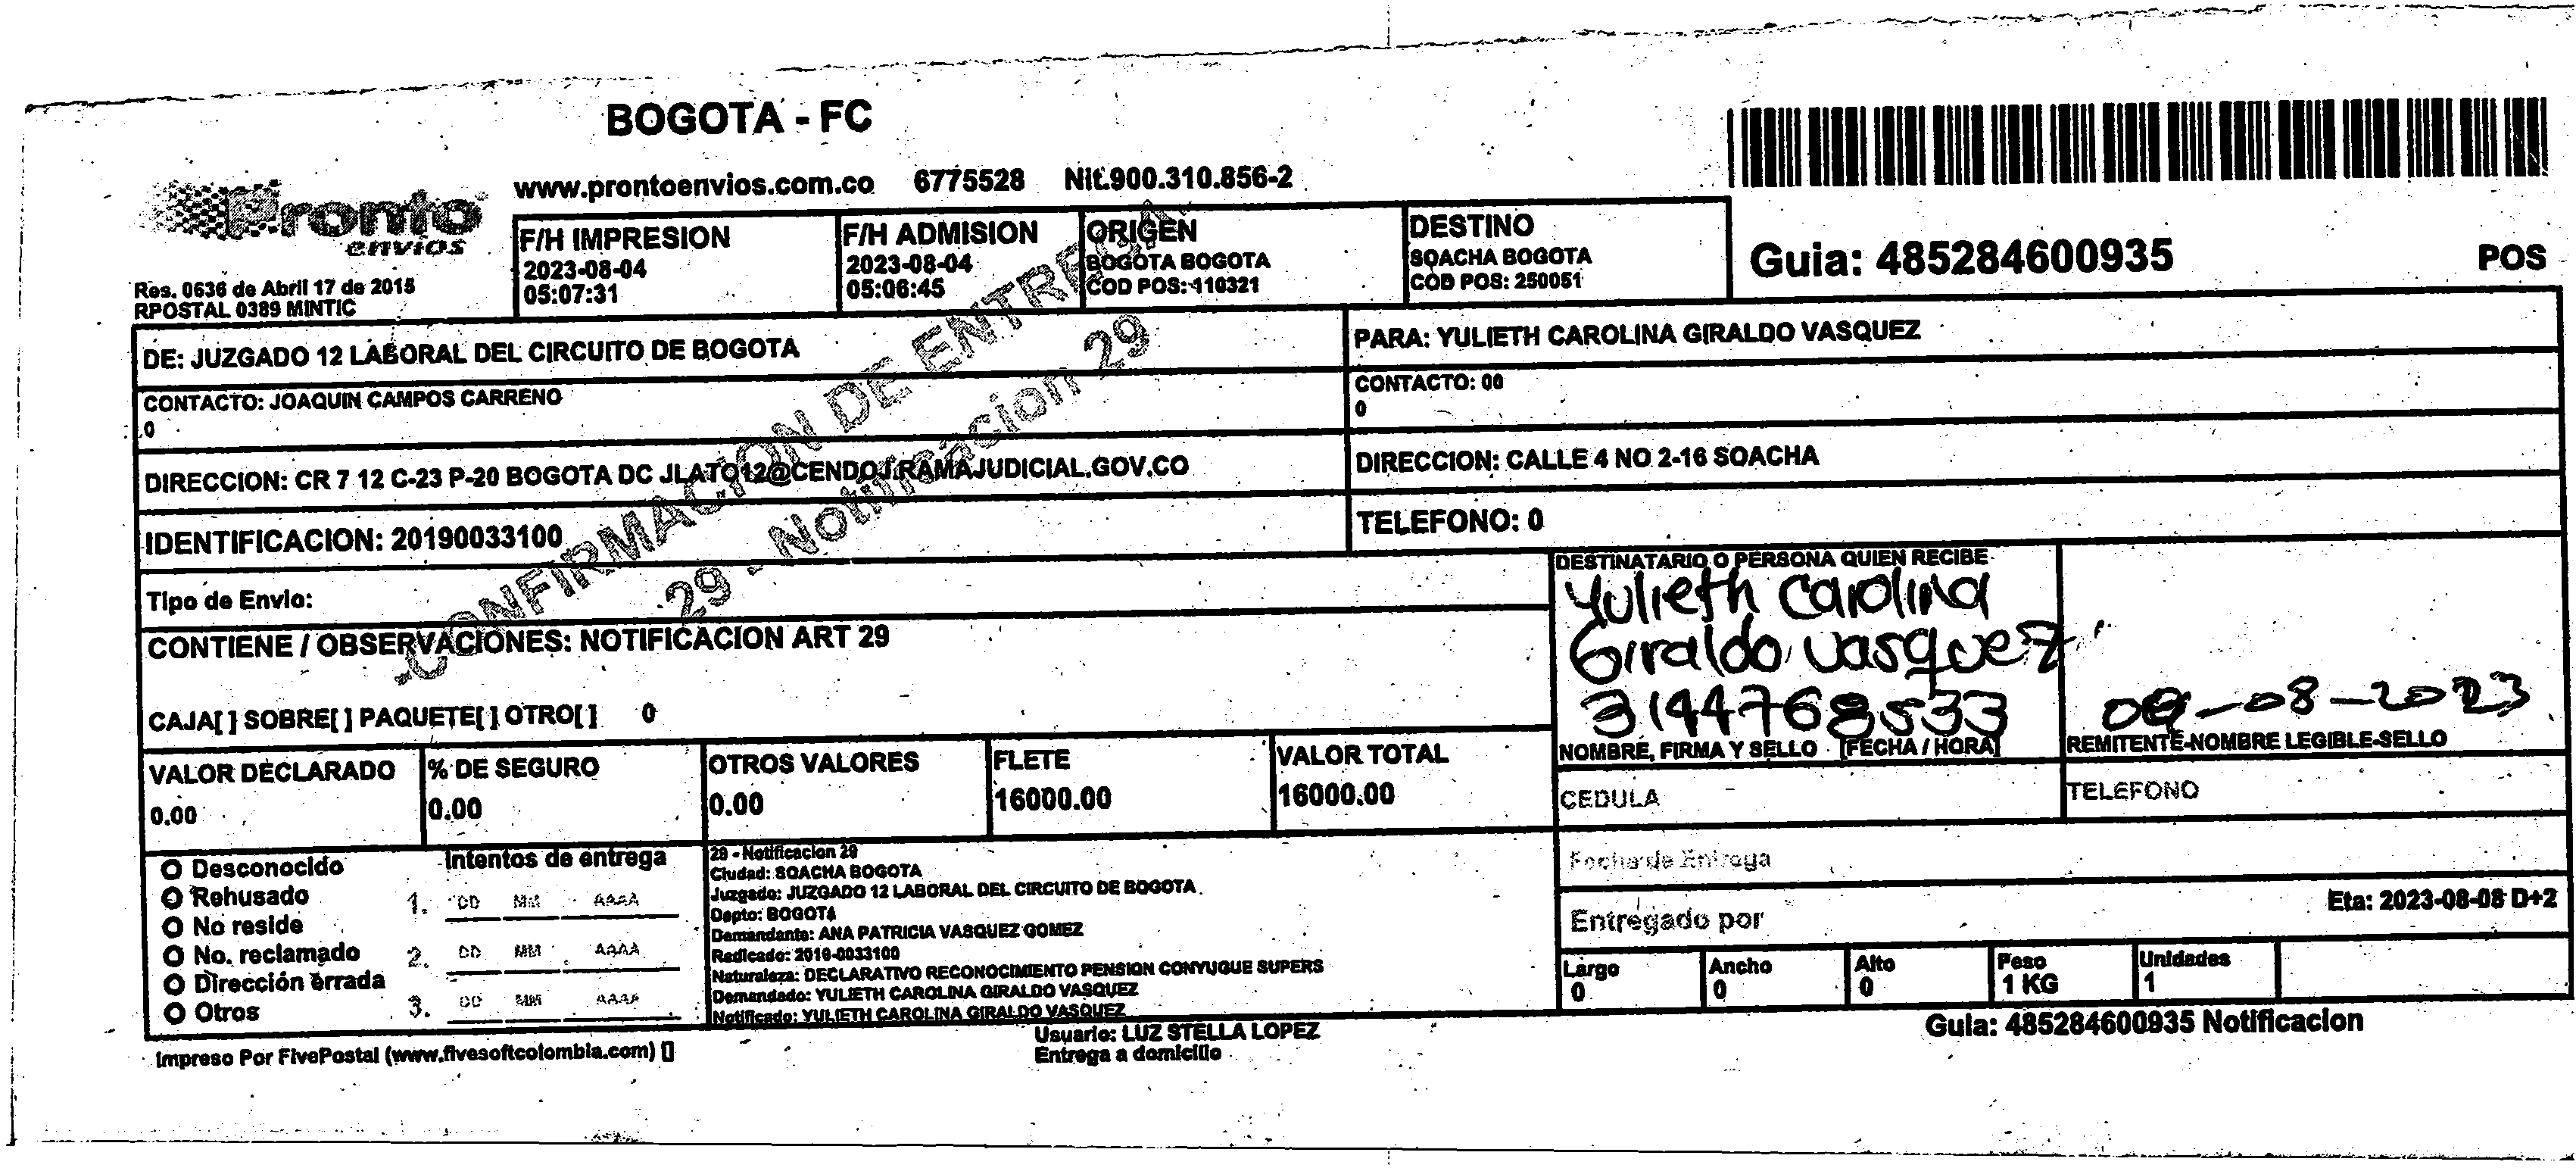 BOGOTA - FC
www.prontoenvios.com.co 6775528 Nit.900.310.856-2
Pronto
envíos
Res. 0636 de Abril 17 de 2015
RPOSTAL 0389 MINTIC
F/H IMPRESION
2023-08-04
05:07:31
F/H ADMISION
2023-08-04
05:06:45
ORIGEN
BOGOTA BOGOTA
COD POS: 110321
DESTINO
SOACHA BOGOTA
COD POS: 250051
Guia: 485284600935 POS
DE: JUZGADO 12 LABORAL DEL CIRCUITO DE BOGOTA
PARA: YULIETH CAROLINA GIRALDO VASQUEZ
CONTACTO: JOAQUIN CAMPOS CARRENO
0
CONTACTO: 00
0
DIRECCION: CR 7 12 C-23 P-20 BOGOTA DC JLATO12@CENDOJ.RAMAJUDICIAL.GOV.CO
DIRECCION: CALLE 4 NO 2-16 SOACHA
IDENTIFICACION: 20190033100
TELEFONO: 0
CONFIRMACION DE ENTREGA
29 - Notificacion 29
Tipo de Envio:
CONTIENE / OBSERVACIONES: NOTIFICACION ART 29
CAJA[ ] SOBRE[ ] PAQUETE[ ] OTRO[ ] 0
DESTINATARIO O PERSONA QUIEN RECIBE
Yulieth Carolina
Giraldo Vasquez
3144768533
09-08-2023
NOMBRE, FIRMA Y SELLO [FECHA / HORA]
REMITENTE-NOMBRE LEGIBLE-SELLO
VALOR DECLARADO
0.00
% DE SEGURO
0.00
OTROS VALORES
0.00
FLETE
16000.00
VALOR TOTAL
16000.00
CEDULA
TELEFONO
Fecha de Entrega
Entregado por
Eta: 2023-08-08 D+2
O Desconocido
O Rehusado
O No reside
O No. reclamado
O Dirección errada
O Otros
Intentos de entrega
1. DD MM AAAA
2. DD MM AAAA
3. DD MM AAAA
29 - Notificacion 29
Ciudad: SOACHA BOGOTA
Juzgado: JUZGADO 12 LABORAL DEL CIRCUITO DE BOGOTA
Depto: BOGOTA
Demandante: ANA PATRICIA VASQUEZ GOMEZ
Radicado: 2019-0033100
Naturaleza: DECLARATIVO RECONOCIMIENTO PENSION CONYUGUE SUPERS
Demandado: YULIETH CAROLINA GIRALDO VASQUEZ
Notificado: YULIETH CAROLINA GIRALDO VASQUEZ
Largo
0
Ancho
0
Alto
0
Peso
1 KG
Unidades
1
Impreso Por FivePostal (www.fivesoftcolombia.com) []
Usuario: LUZ STELLA LOPEZ
Entrega a domicilio
Guia: 485284600935 Notificacion